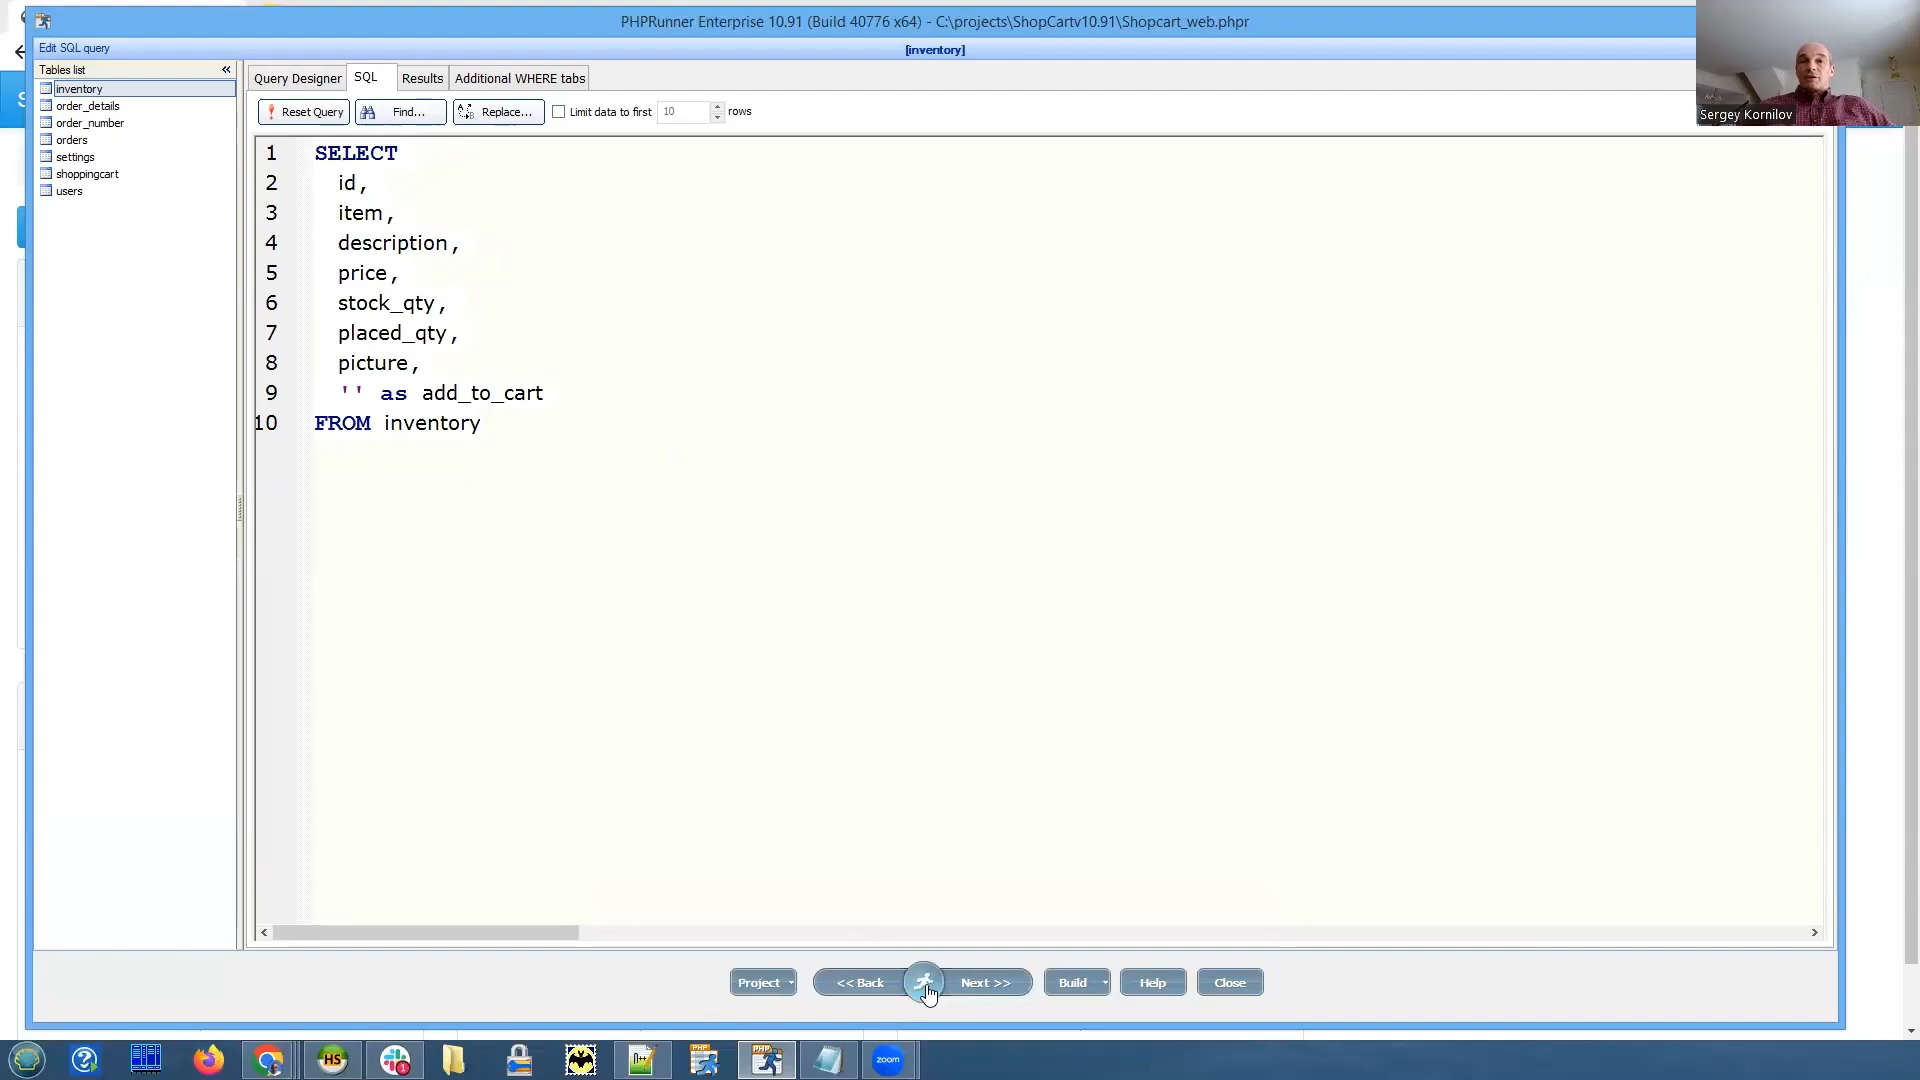 PHPRunner Enterprise 10.91 (Build 40776 x64) - C:\projects\ShopCartv10.91\Shopcart_web.phpr
Edit SQL query
[inventory]
Tables list
«
inventory
order_details
order_number
orders
settings
shoppingcart
users
Query Designer
SQL
Results
Additional WHERE tabs
Reset Query
Find...
Replace...
Limit data to first
10
rows
Sergey Kornilov
1 SELECT
2 id,
3 item,
4 description,
5 price,
6 stock_qty,
7 placed_qty,
8 picture,
9 '' as add_to_cart
10 FROM inventory
Project
<< Back
Next >>
Build
Help
Close
HS
1
n++
PHP
PHP
zoom